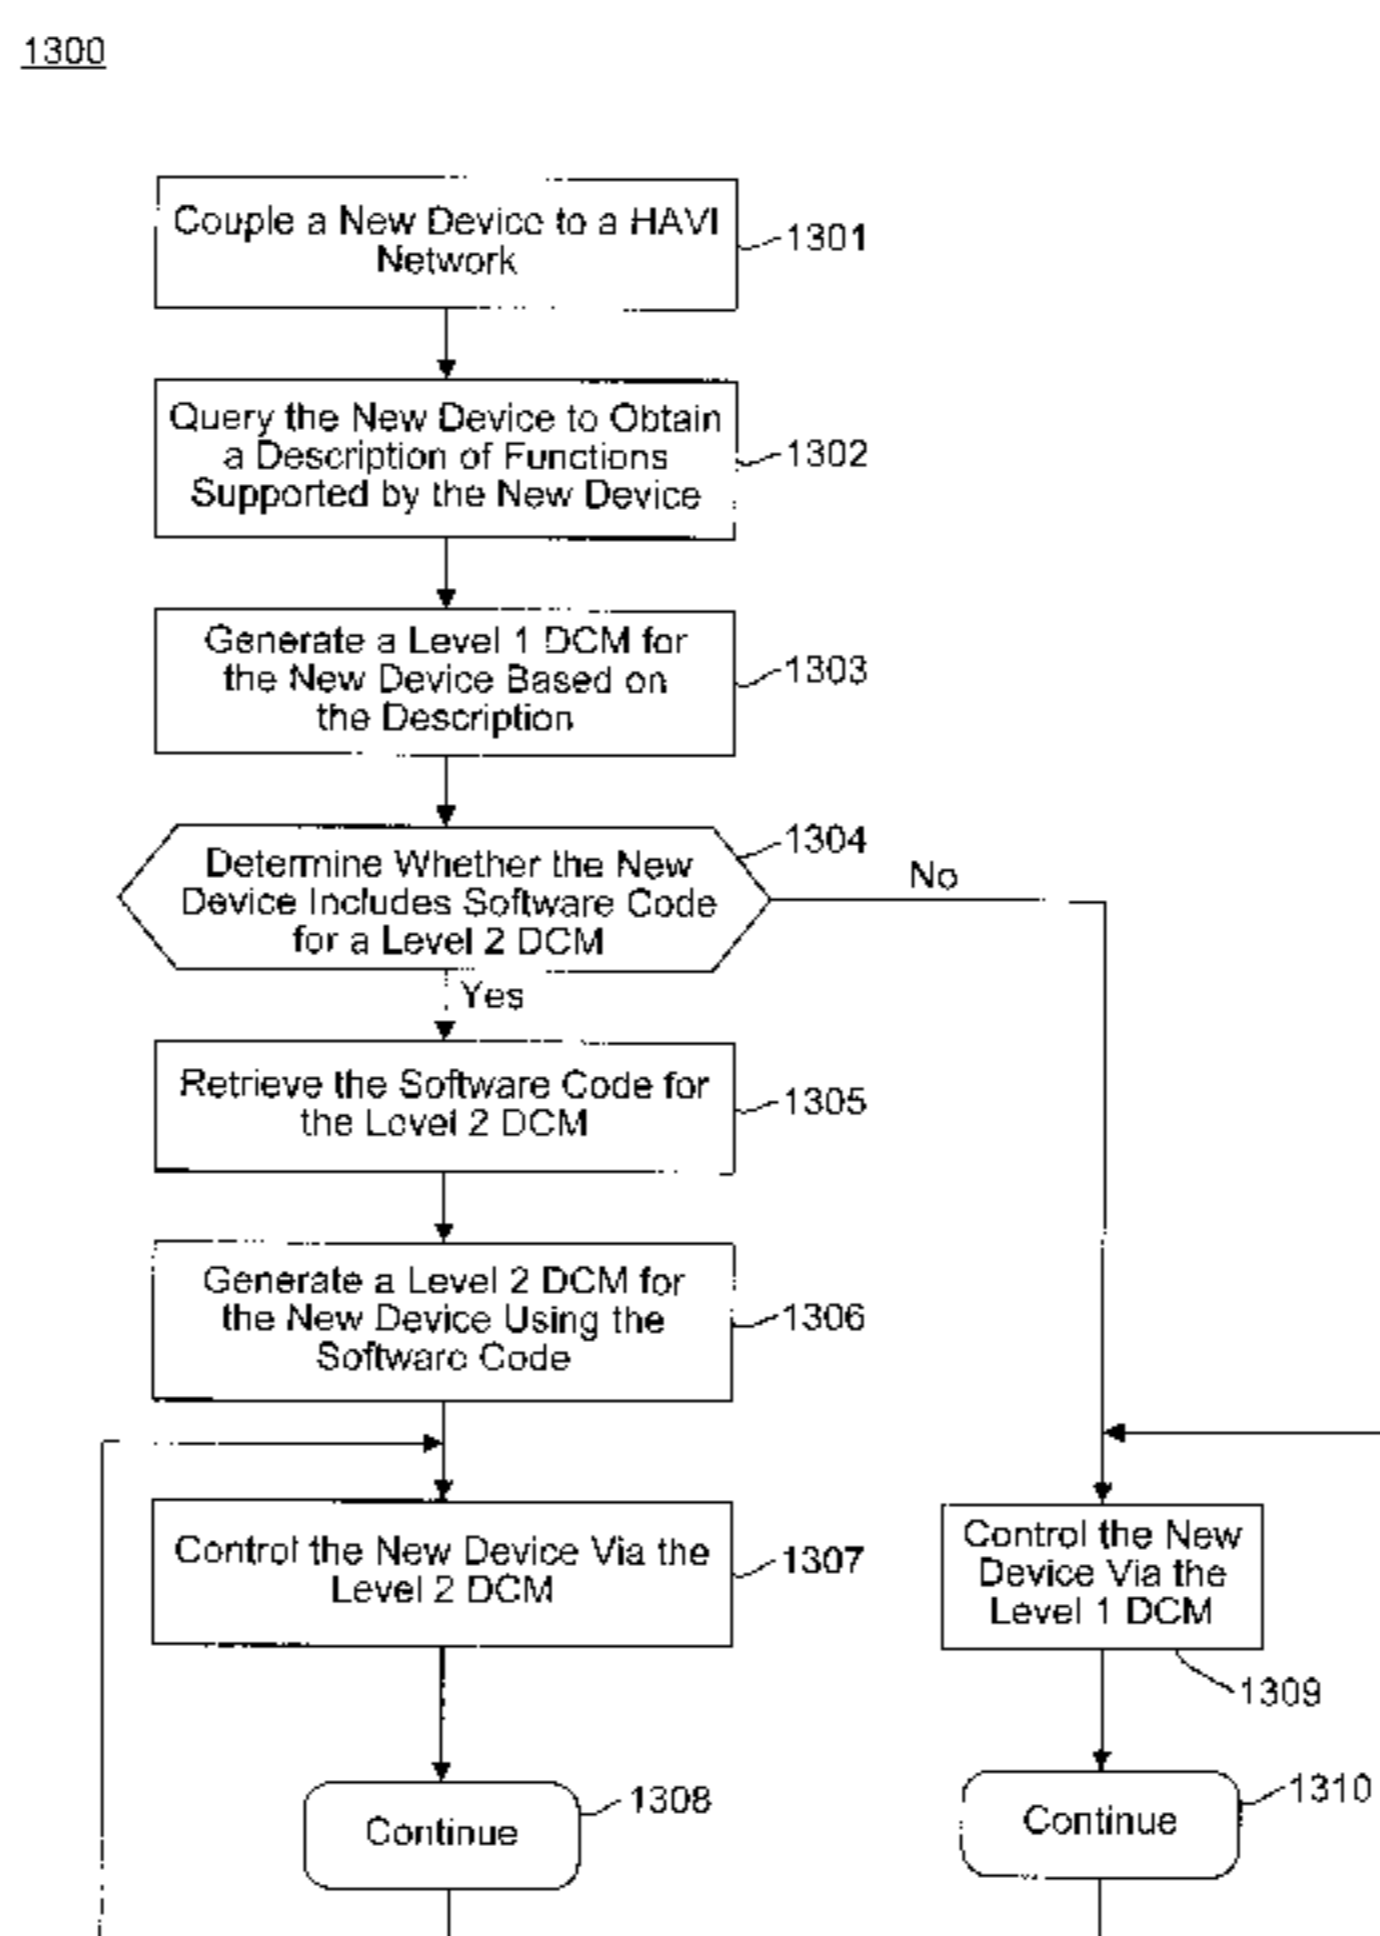 1300
Couple a New Device to a HAVI
Network
1301
Query the New Device to Obtain
a Description of Functions
Supported by the New Device
1302
Generate a Level 1 DCM for
the New Device Based on
the Description
1303
Determine Whether the New
Device Includes Software Code
for a Level 2 DCM
1304
No
Yes
Retrieve the Software Code for
the Level 2 DCM
1305
Generate a Level 2 DCM for
the New Device Using the
Software Code
1306
Control the New Device Via the
Level 2 DCM
1307
Control the New
Device Via the
Level 1 DCM
1309
Continue
1308
Continue
1310